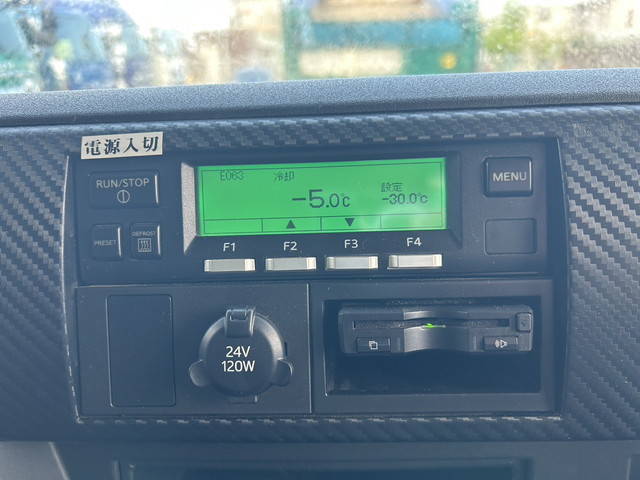 電源入切
RUN/STOP
PRESET
DEFROST
E063 冷却
-5.0℃
設定
-30.0℃
▲ ▼
F1 F2 F3 F4
MENU
24V
120W